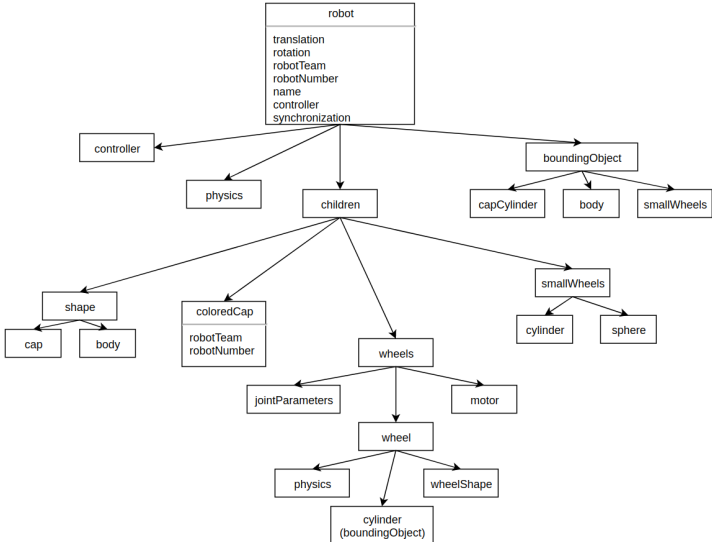 robot
translation
rotation
robotTeam
robotNumber
name
controller
synchronization
controller
boundingObject
physics
children
capCylinder
body
smallWheels
shape
coloredCap
robotTeam
robotNumber
smallWheels
cap
body
cylinder
sphere
wheels
jointParameters
motor
wheel
physics
wheelShape
cylinder
(boundingObject)